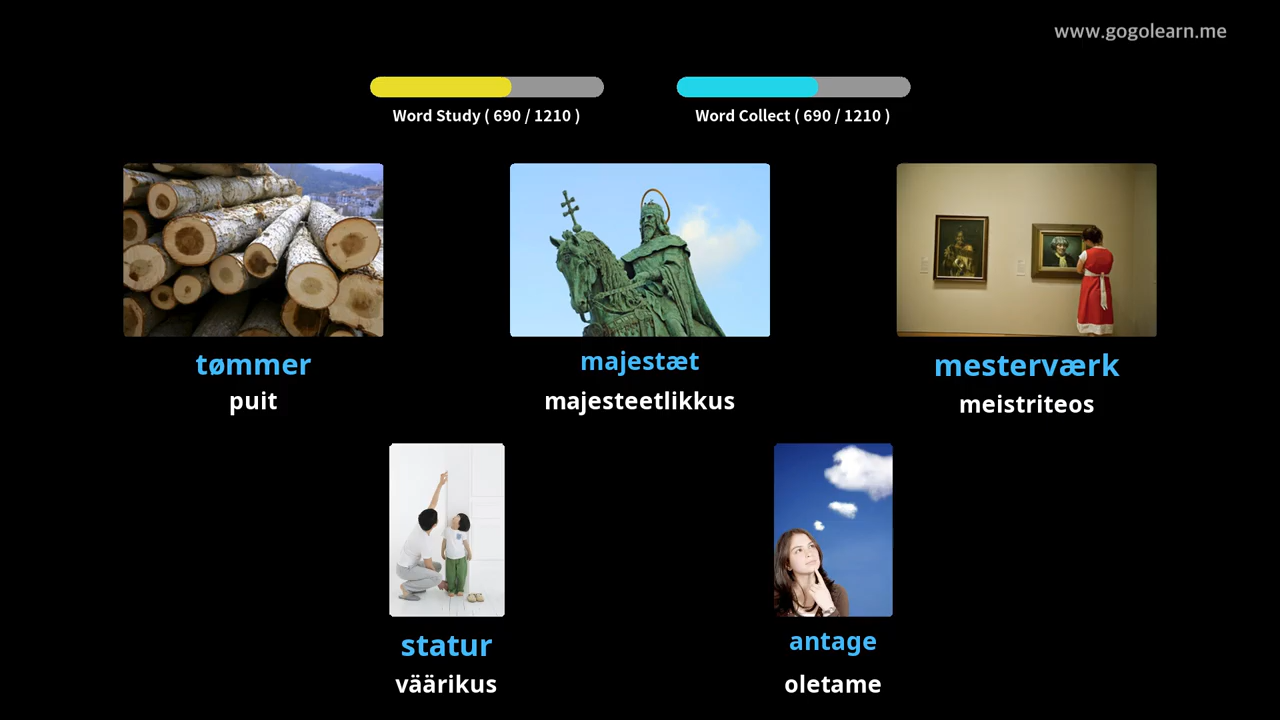 www.gogolearn.me
Word Study ( 690 / 1210 )
Word Collect ( 690 / 1210 )
tømmer
puit
majestæt
majesteetlikkus
mesterværk
meistriteos
statur
väärikus
antage
oletame